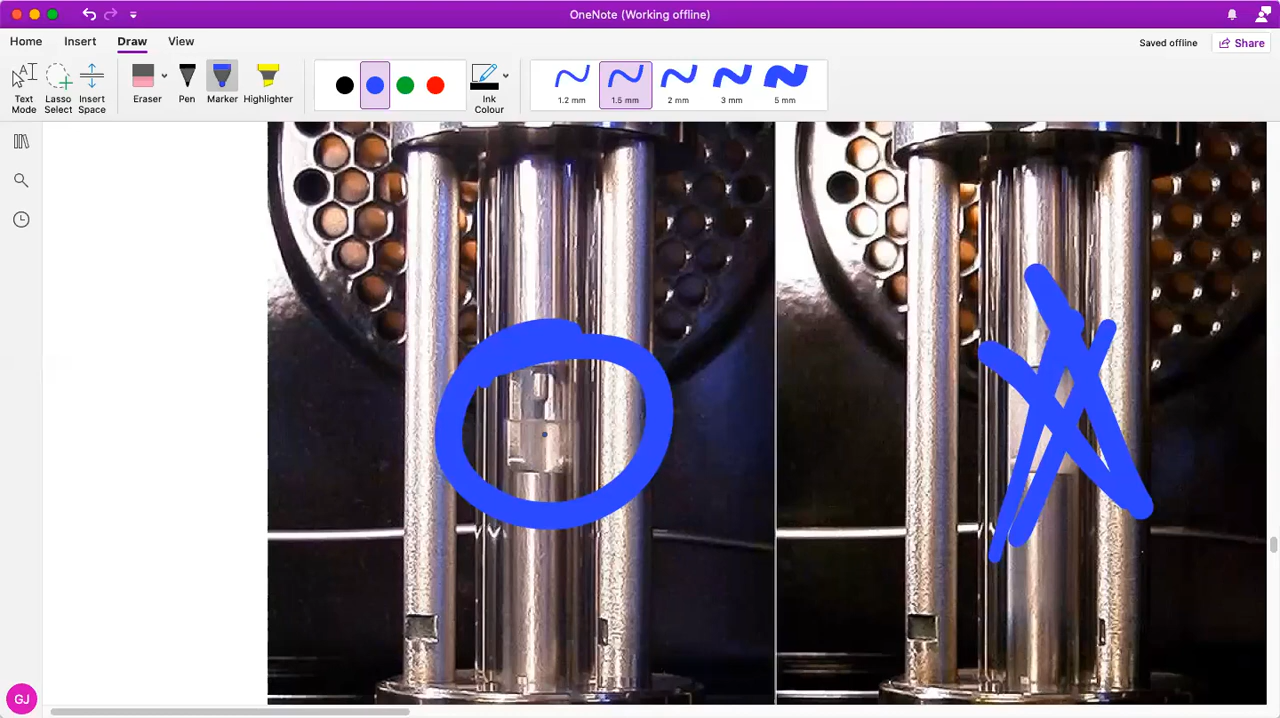 OneNote (Working offline)
Home Insert Draw View
Saved offline Share
Text Mode
Lasso Select
Insert Space
Eraser
Pen
Marker
Highlighter
Ink Colour
1.2 mm
1.5 mm
2 mm
3 mm
5 mm
GJ